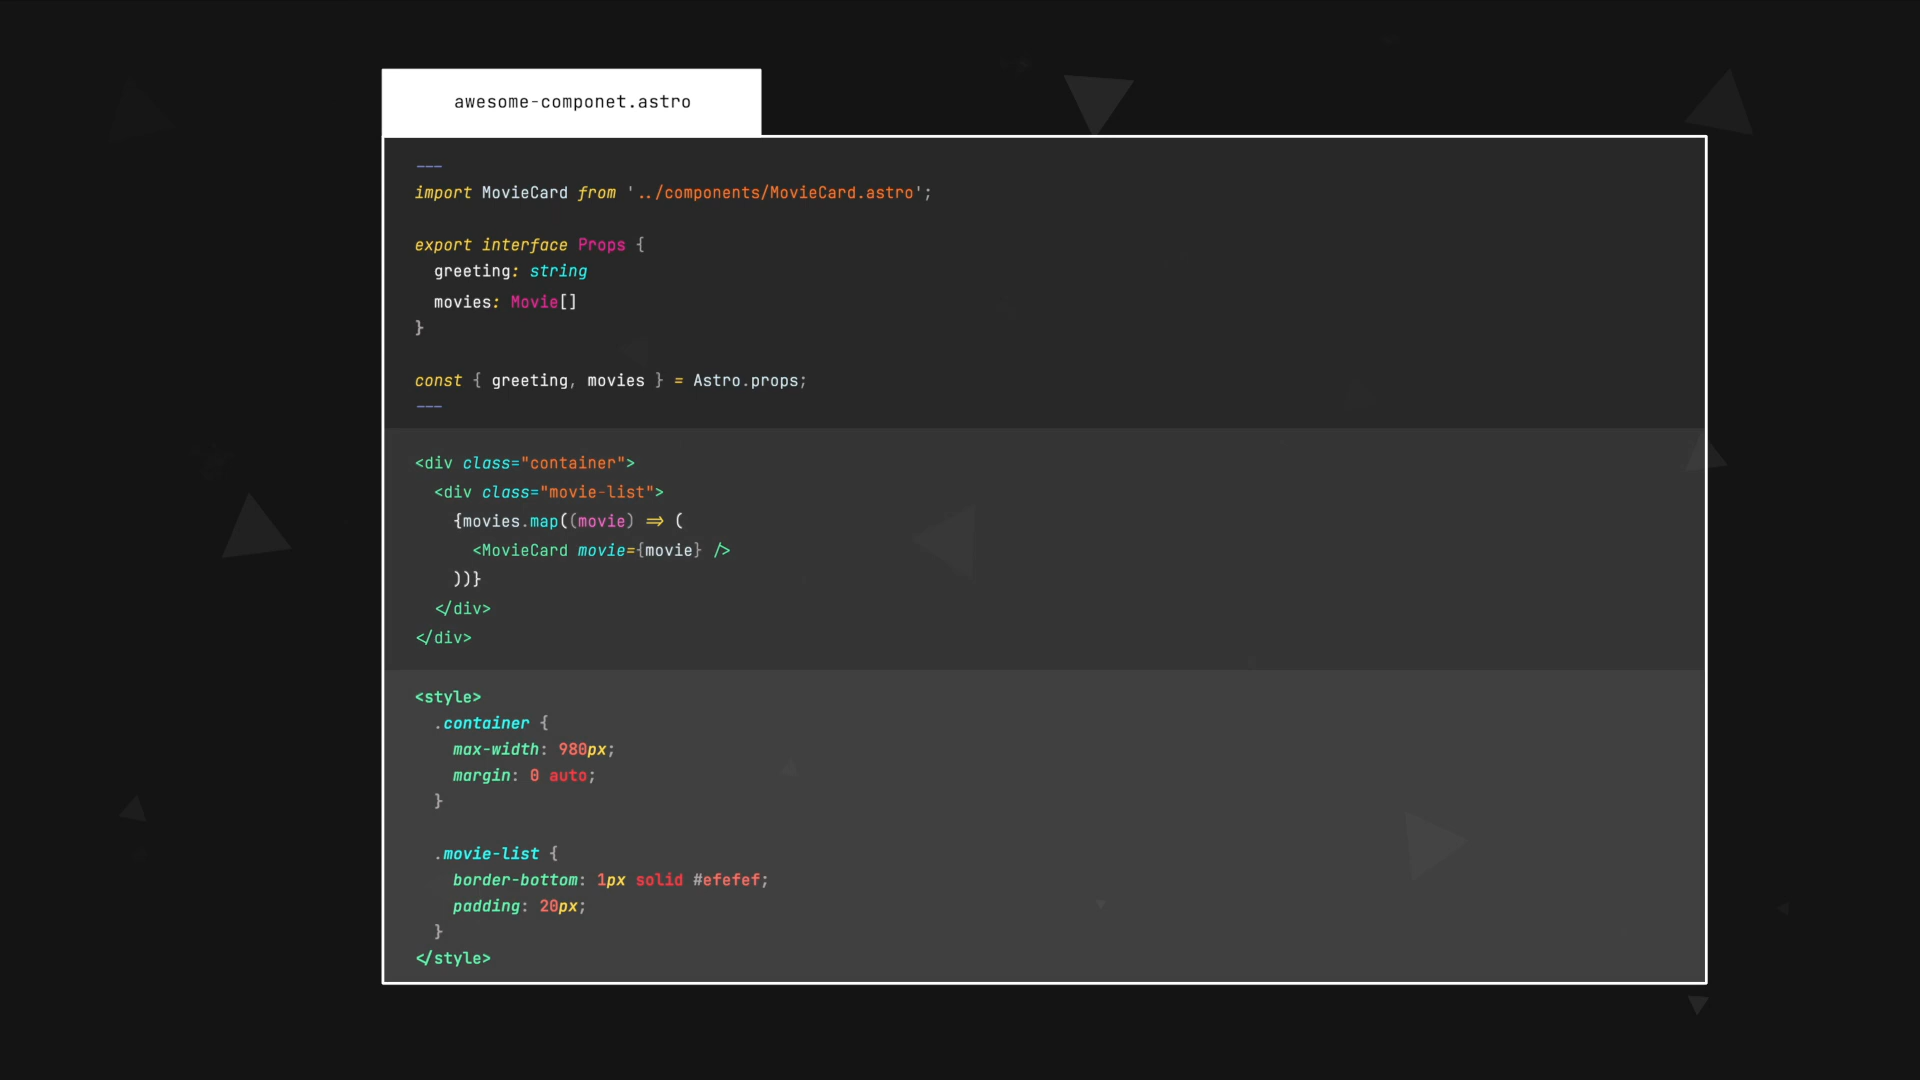 awesome-componet.astro
---
import MovieCard from '../components/MovieCard.astro';
export interface Props {
greeting: string
movies: Movie[]
}
const { greeting, movies } = Astro.props;
---
<div class="container">
<div class="movie-list">
{movies.map((movie) => (
<MovieCard movie={movie} />
))}
</div>
</div>
<style>
.container {
max-width: 980px;
margin: 0 auto;
}
.movie-list {
border-bottom: 1px solid #efefef;
padding: 20px;
}
</style>